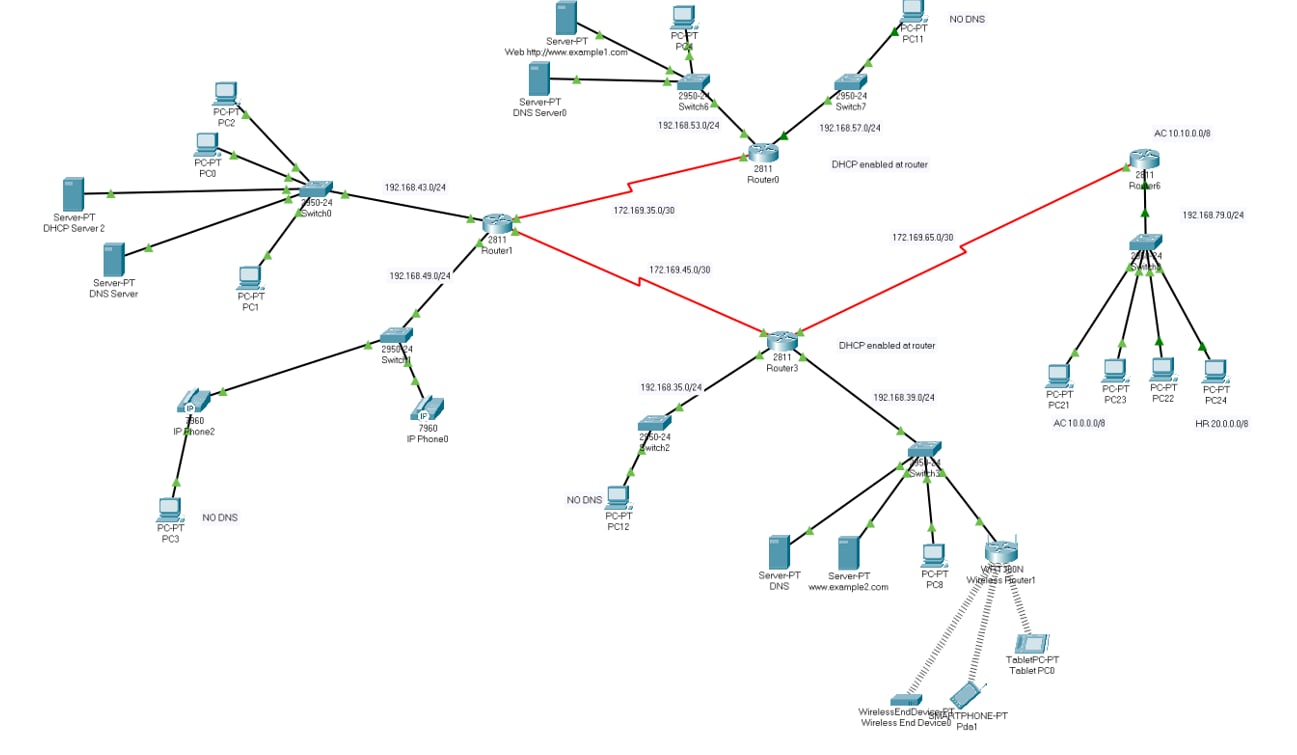 Server-PT
Web http://www.example1.com
PC-PT
Server-PT
DNS Server0
2950-24
Switch6
192.168.53.0/24
PC-PT
PC11
NO DNS
2950-24
Switch7
192.168.57.0/24
2811
Router0
DHCP enabled at router
AC 10.10.0.0/8
2811
Router6
192.168.79.0/24
PC-PT
PC2
PC-PT
PC0
Server-PT
DHCP Server 2
Server-PT
DNS Server
PC-PT
PC1
2950-24
Switch0
192.168.43.0/24
2811
Router1
172.169.35.0/30
172.169.65.0/30
172.169.45.0/30
192.168.49.0/24
2950-24
IP
7960
IP Phone2
IP
7960
IP Phone0
PC-PT
PC3
NO DNS
2811
Router3
DHCP enabled at router
192.168.35.0/24
2950-24
Switch2
NO DNS
PC-PT
PC12
192.168.39.0/24
Server-PT
DNS
Server-PT
www.example2.com
PC-PT
PC8
Wireless Router1
TabletPC-PT
Tablet PC0
WirelessEndDevice-PT
Wireless End Device0
SMARTPHONE-PT
Pda1
PC-PT
PC21
PC-PT
PC23
PC-PT
PC22
PC-PT
PC24
AC 10.0.0.0/8
HR 20.0.0.0/8